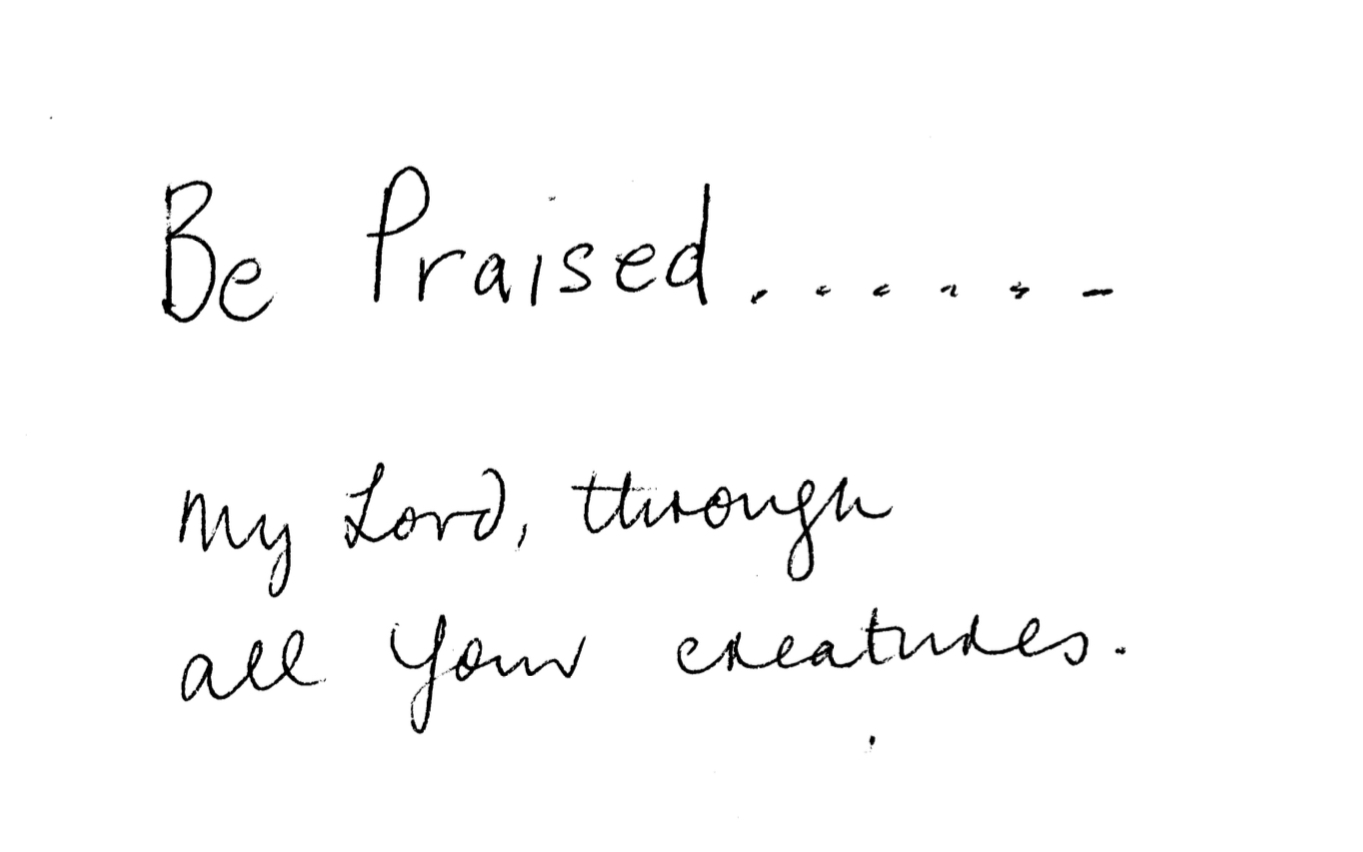 Be Praised......
my Lord, through
all Your creatures.